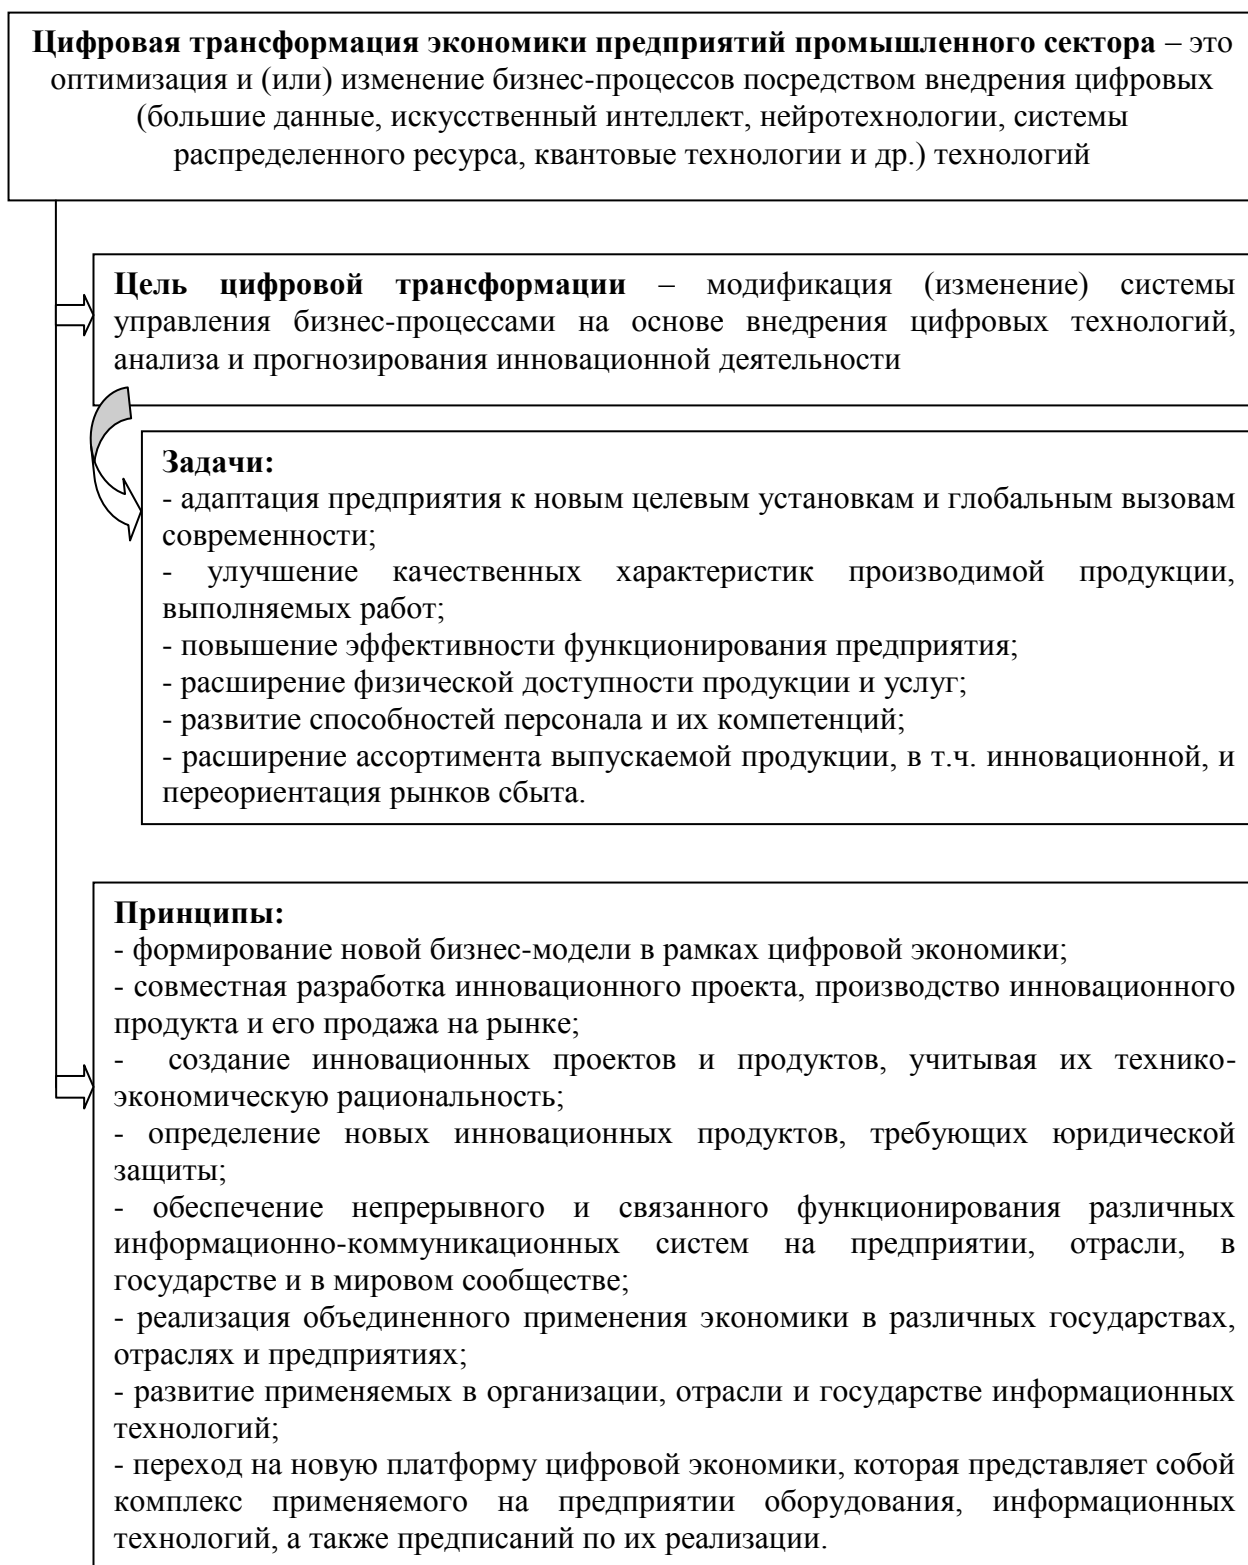 Цифровая трансформация экономики предприятий промышленного сектора – это
оптимизация и (или) изменение бизнес-процессов посредством внедрения цифровых
(большие данные, искусственный интеллект, нейротехнологии, системы
распределенного ресурса, квантовые технологии и др.) технологий
Цель цифровой трансформации – модификация (изменение) системы
управления бизнес-процессами на основе внедрения цифровых технологий,
анализа и прогнозирования инновационной деятельности
Задачи:
- адаптация предприятия к новым целевым установкам и глобальным вызовам
современности;
- улучшение качественных характеристик производимой продукции,
выполняемых работ;
- повышение эффективности функционирования предприятия;
- расширение физической доступности продукции и услуг;
- развитие способностей персонала и их компетенций;
- расширение ассортимента выпускаемой продукции, в т.ч. инновационной, и
переориентация рынков сбыта.
Принципы:
- формирование новой бизнес-модели в рамках цифровой экономики;
- совместная разработка инновационного проекта, производство инновационного
продукта и его продажа на рынке;
- создание инновационных проектов и продуктов, учитывая их технико-
экономическую рациональность;
- определение новых инновационных продуктов, требующих юридической
защиты;
- обеспечение непрерывного и связанного функционирования различных
информационно-коммуникационных систем на предприятии, отрасли, в
государстве и в мировом сообществе;
- реализация объединенного применения экономики в различных государствах,
отраслях и предприятиях;
- развитие применяемых в организации, отрасли и государстве информационных
технологий;
- переход на новую платформу цифровой экономики, которая представляет собой
комплекс применяемого на предприятии оборудования, информационных
технологий, а также предписаний по их реализации.